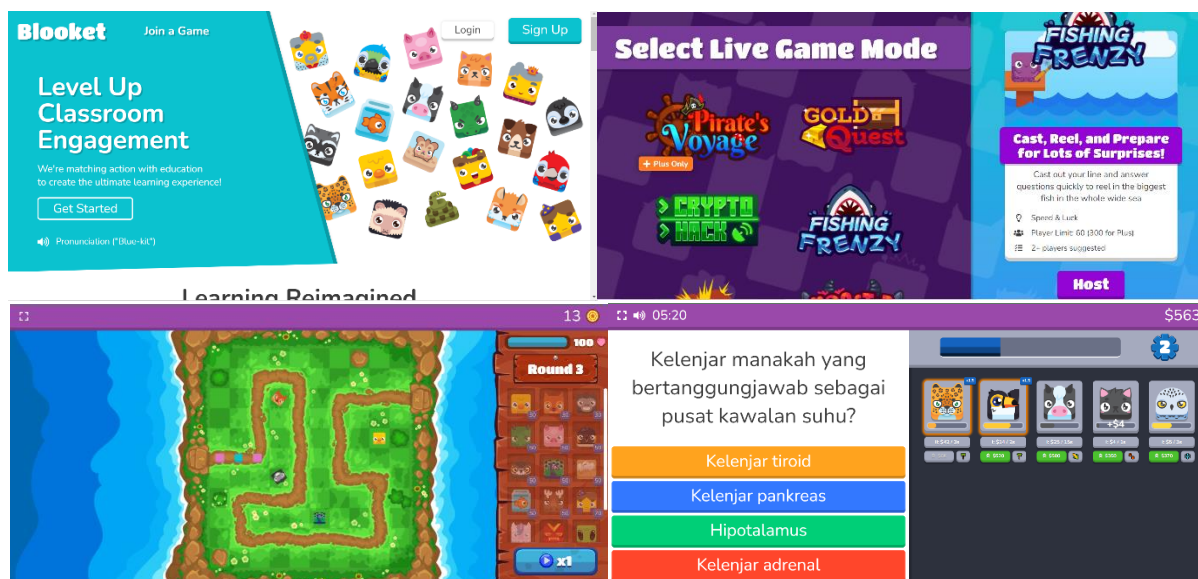 Blooket
Join a Game
Login
Sign Up
Level Up
Classroom
Engagement
We're matching action with education
to create the ultimate learning experience!
Get Started
Pronunciation ("Blue-kit")
Learning Reimagined
Select Live Game Mode
Pirate's
Voyage
+ Plus Only
GOLD
Quest
> CRYPTO
> HACK
FISHING
FRENZY
FISHING
FRENZY
Cast, Reel, and Prepare
for Lots of Surprises!
Cast out your line and answer
questions quickly to reel in the biggest
fish in the whole wide sea
Speed & Luck
Player Limit: 60 (300 for Plus)
2+ players suggested
Host
13
100
Round 3
x1
05:20
$563
Kelenjar manakah yang
bertanggungjawab sebagai
pusat kawalan suhu?
Kelenjar tiroid
Kelenjar pankreas
Hipotalamus
Kelenjar adrenal
2
+$4